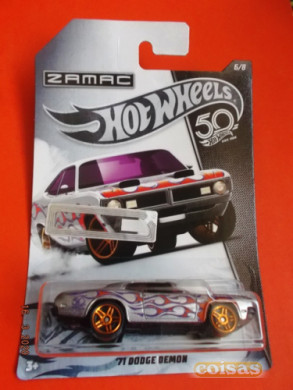 ZAMAC
6/8
HOT WHEELS
50
'71 DODGE DEMON
3+
coisas